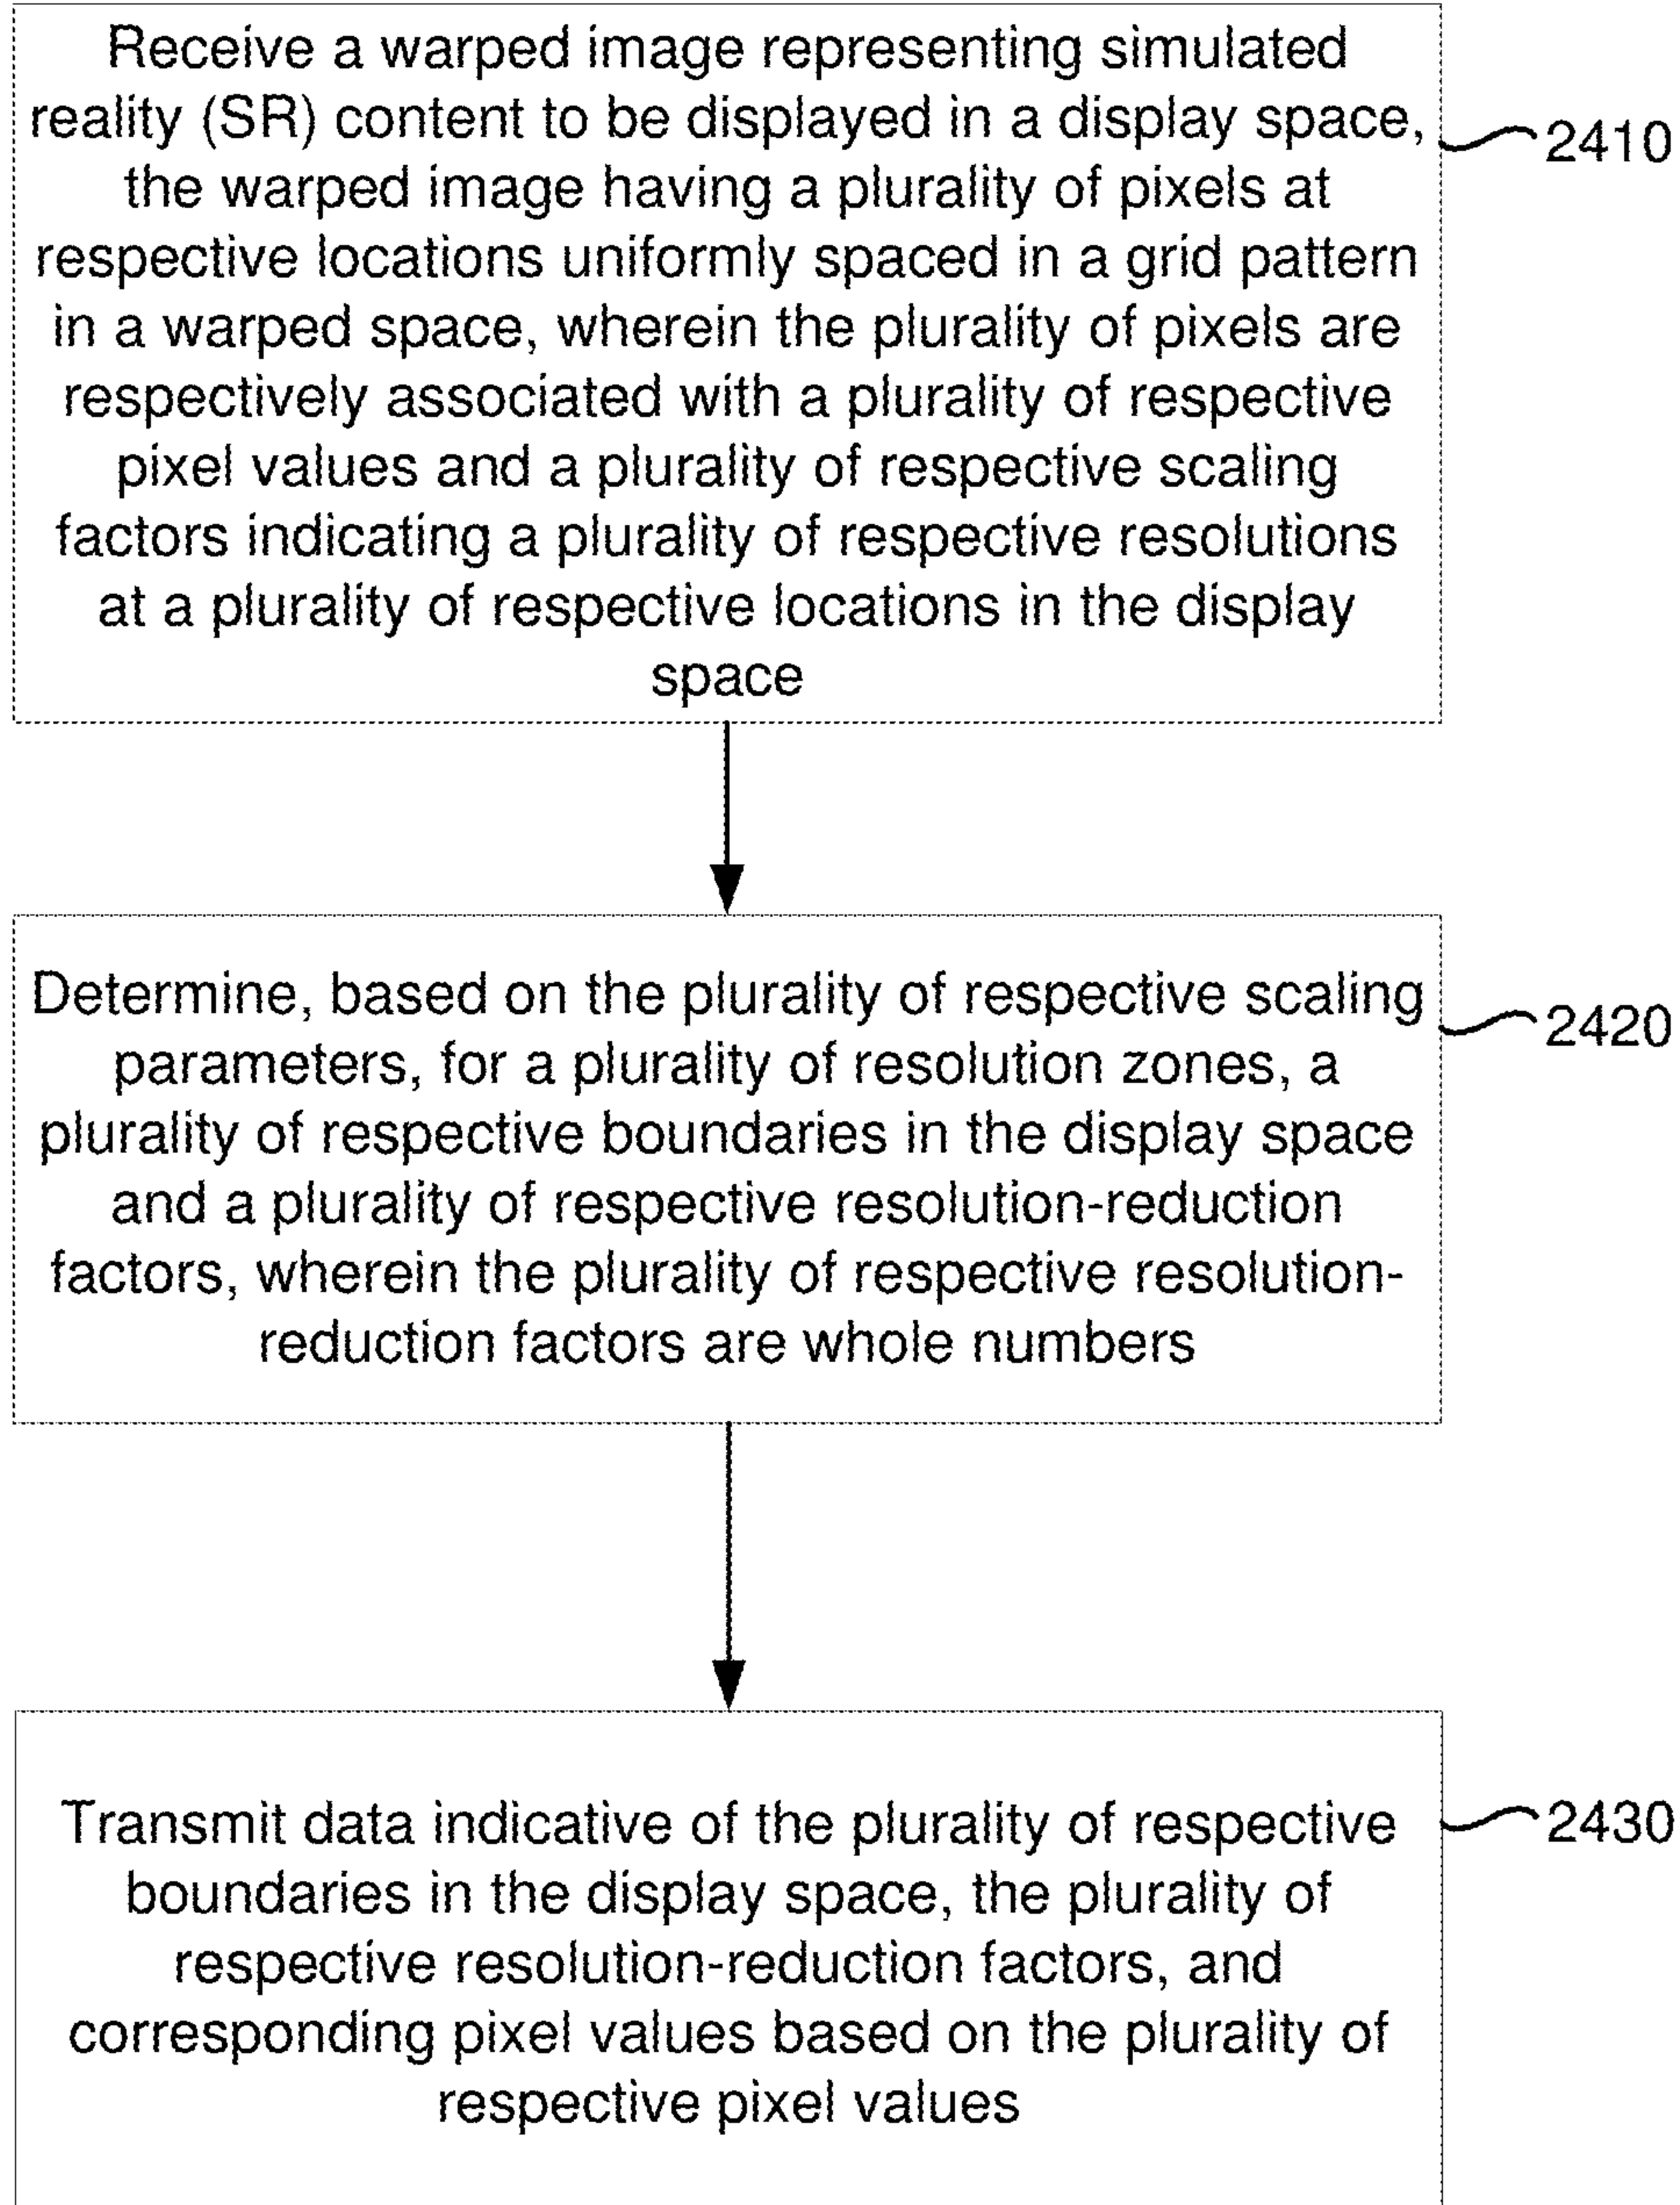 Receive a warped image representing simulated
reality (SR) content to be displayed in a display space,
the warped image having a plurality of pixels at
respective locations uniformly spaced in a grid pattern
in a warped space, wherein the plurality of pixels are
respectively associated with a plurality of respective
pixel values and a plurality of respective scaling
factors indicating a plurality of respective resolutions
at a plurality of respective locations in the display
space
2410
Determine, based on the plurality of respective scaling
parameters, for a plurality of resolution zones, a
plurality of respective boundaries in the display space
and a plurality of respective resolution-reduction
factors, wherein the plurality of respective resolution-
reduction factors are whole numbers
2420
Transmit data indicative of the plurality of respective
boundaries in the display space, the plurality of
respective resolution-reduction factors, and
corresponding pixel values based on the plurality of
respective pixel values
2430